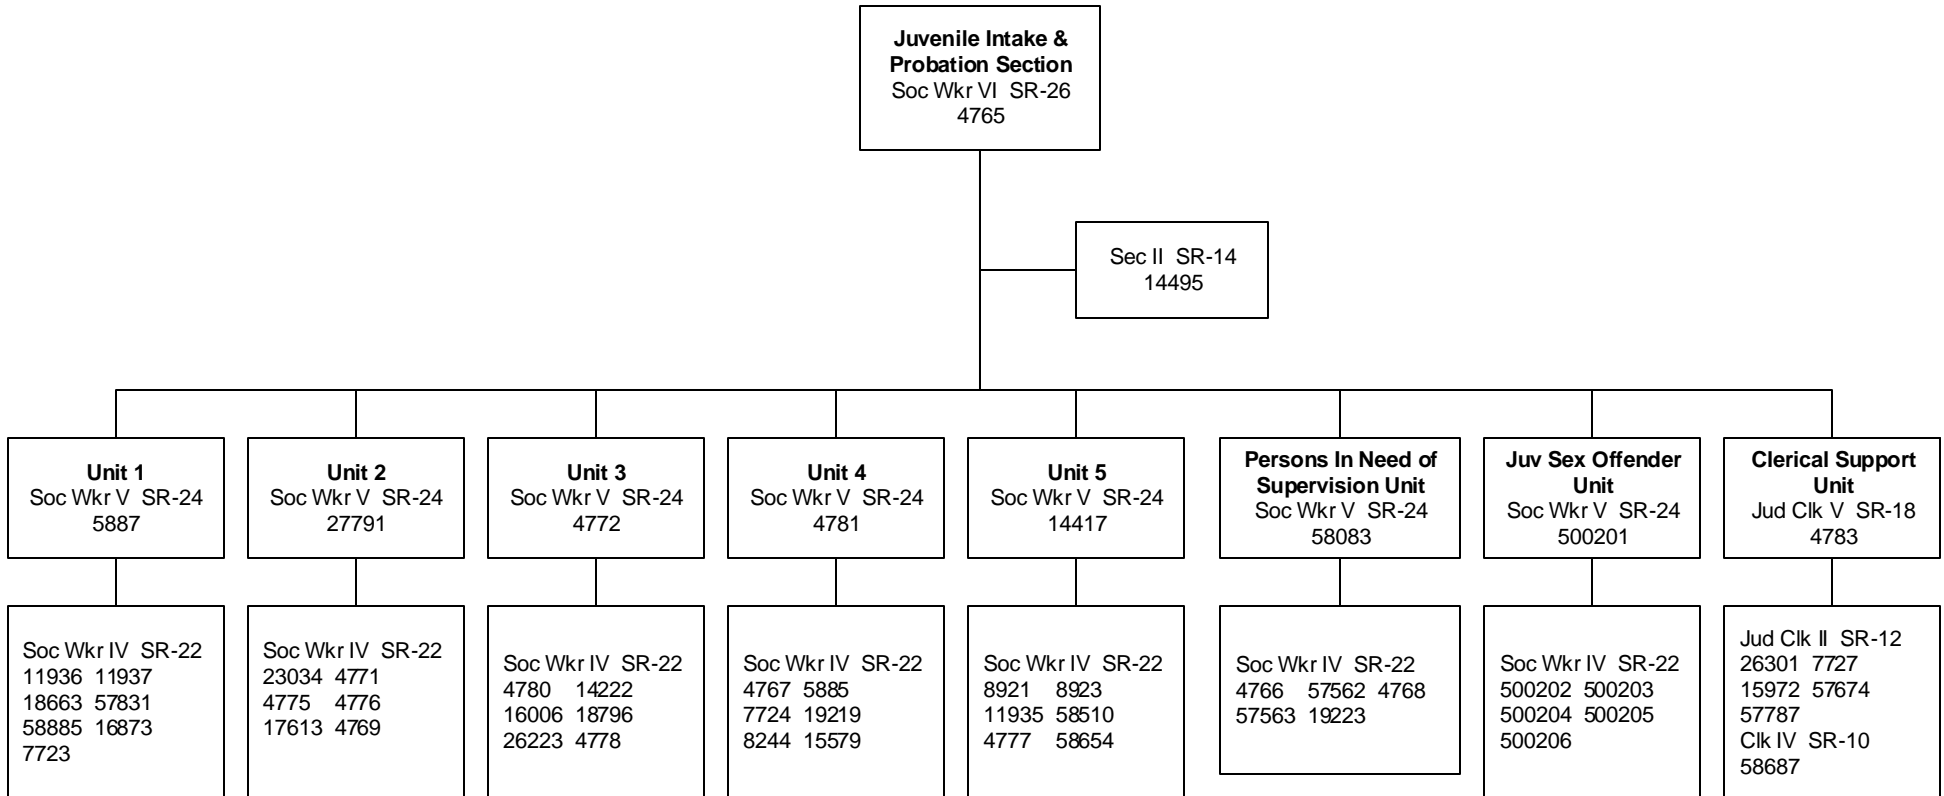 Juvenile Intake &
Probation Section
Soc Wkr VI SR-26
4765
Sec II SR-14
14495
Unit 1
Soc Wkr V SR-24
5887
Unit 2
Soc Wkr V SR-24
27791
Unit 3
Soc Wkr V SR-24
4772
Unit 4
Soc Wkr V SR-24
4781
Unit 5
Soc Wkr V SR-24
14417
Persons In Need of
Supervision Unit
Soc Wkr V SR-24
58083
Juv Sex Offender
Unit
Soc Wkr V SR-24
500201
Clerical Support
Unit
Jud Clk V SR-18
4783
Soc Wkr IV SR-22
11936 11937
18663 57831
58885 16873
7723
Soc Wkr IV SR-22
23034 4771
4775 4776
17613 4769
Soc Wkr IV SR-22
4780 14222
16006 18796
26223 4778
Soc Wkr IV SR-22
4767 5885
7724 19219
8244 15579
Soc Wkr IV SR-22
8921 8923
11935 58510
4777 58654
Soc Wkr IV SR-22
4766 57562 4768
57563 19223
Soc Wkr IV SR-22
500202 500203
500204 500205
500206
Jud Clk II SR-12
26301 7727
15972 57674
57787
Clk IV SR-10
58687